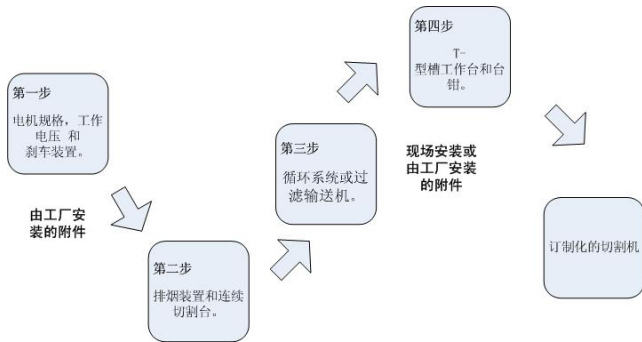 第一步
电机规格，工作
电压 和
刹车装置。
由工厂安
装的附件
第二步
排烟装置和连续
切割台。
第三步
循环系统或过
滤输送机。
第四步
T-
型槽工作台和台
钳。
现场安装或
由工厂安装
的附件
订制化的切割机